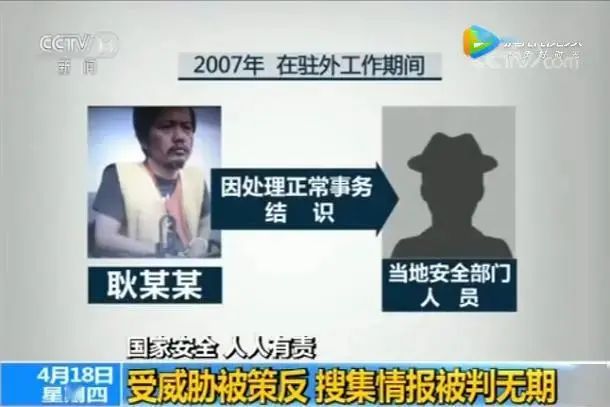 CCTV 13
新闻
CCTV.com
2007年 在驻外工作期间
因处理正常事务
结 识
耿某某
当地安全部门
人 员
国家安全 人人有责
4月18日
星期四
受威胁被策反 搜集情报被判无期